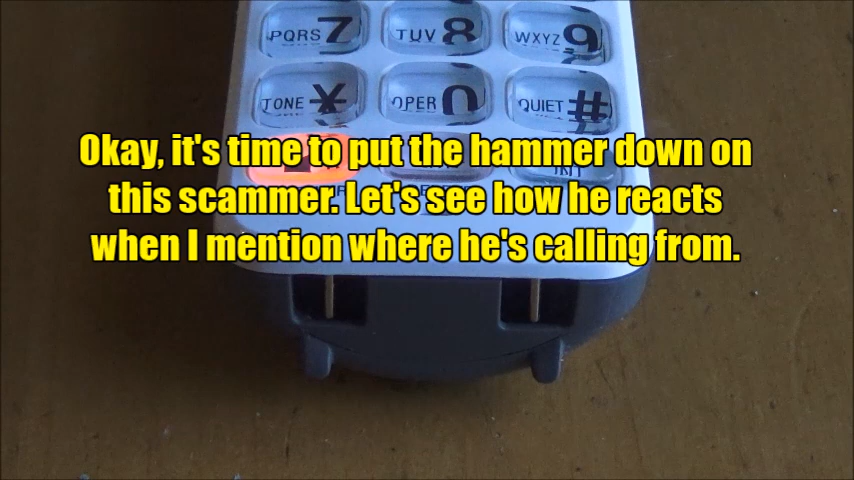 PQRS 7 TUV 8 WXYZ 9
TONE * OPER 0 QUIET #
Okay, it's time to put the hammer down on
this scammer. Let's see how he reacts
when I mention where he's calling from.